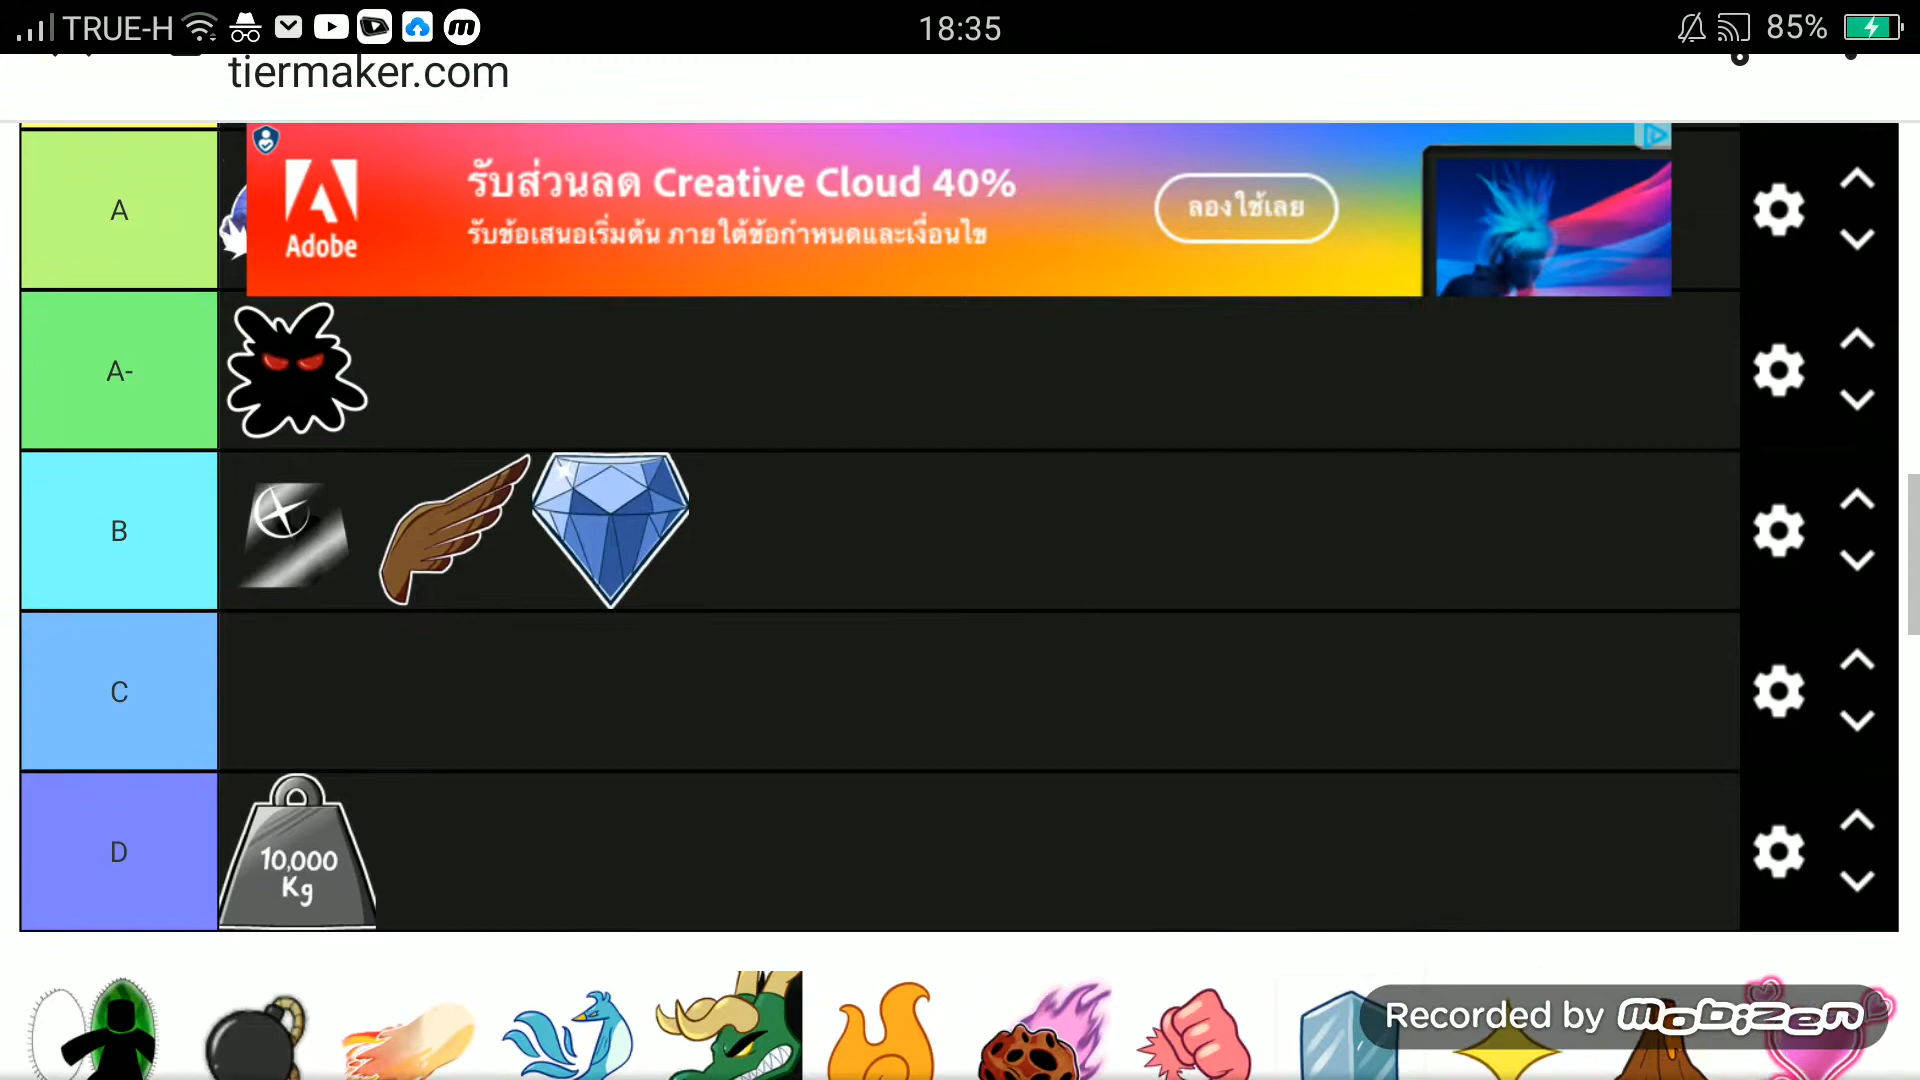 TRUE-H
18:35
85%
tiermaker.com
A
Adobe
รับส่วนลด Creative Cloud 40%
รับข้อเสนอเริ่มต้น ภายใต้ข้อกำหนดและเงื่อนไข
ลองใช้เลย
A-
B
C
D
10,000
Kg
Recorded by mobizen